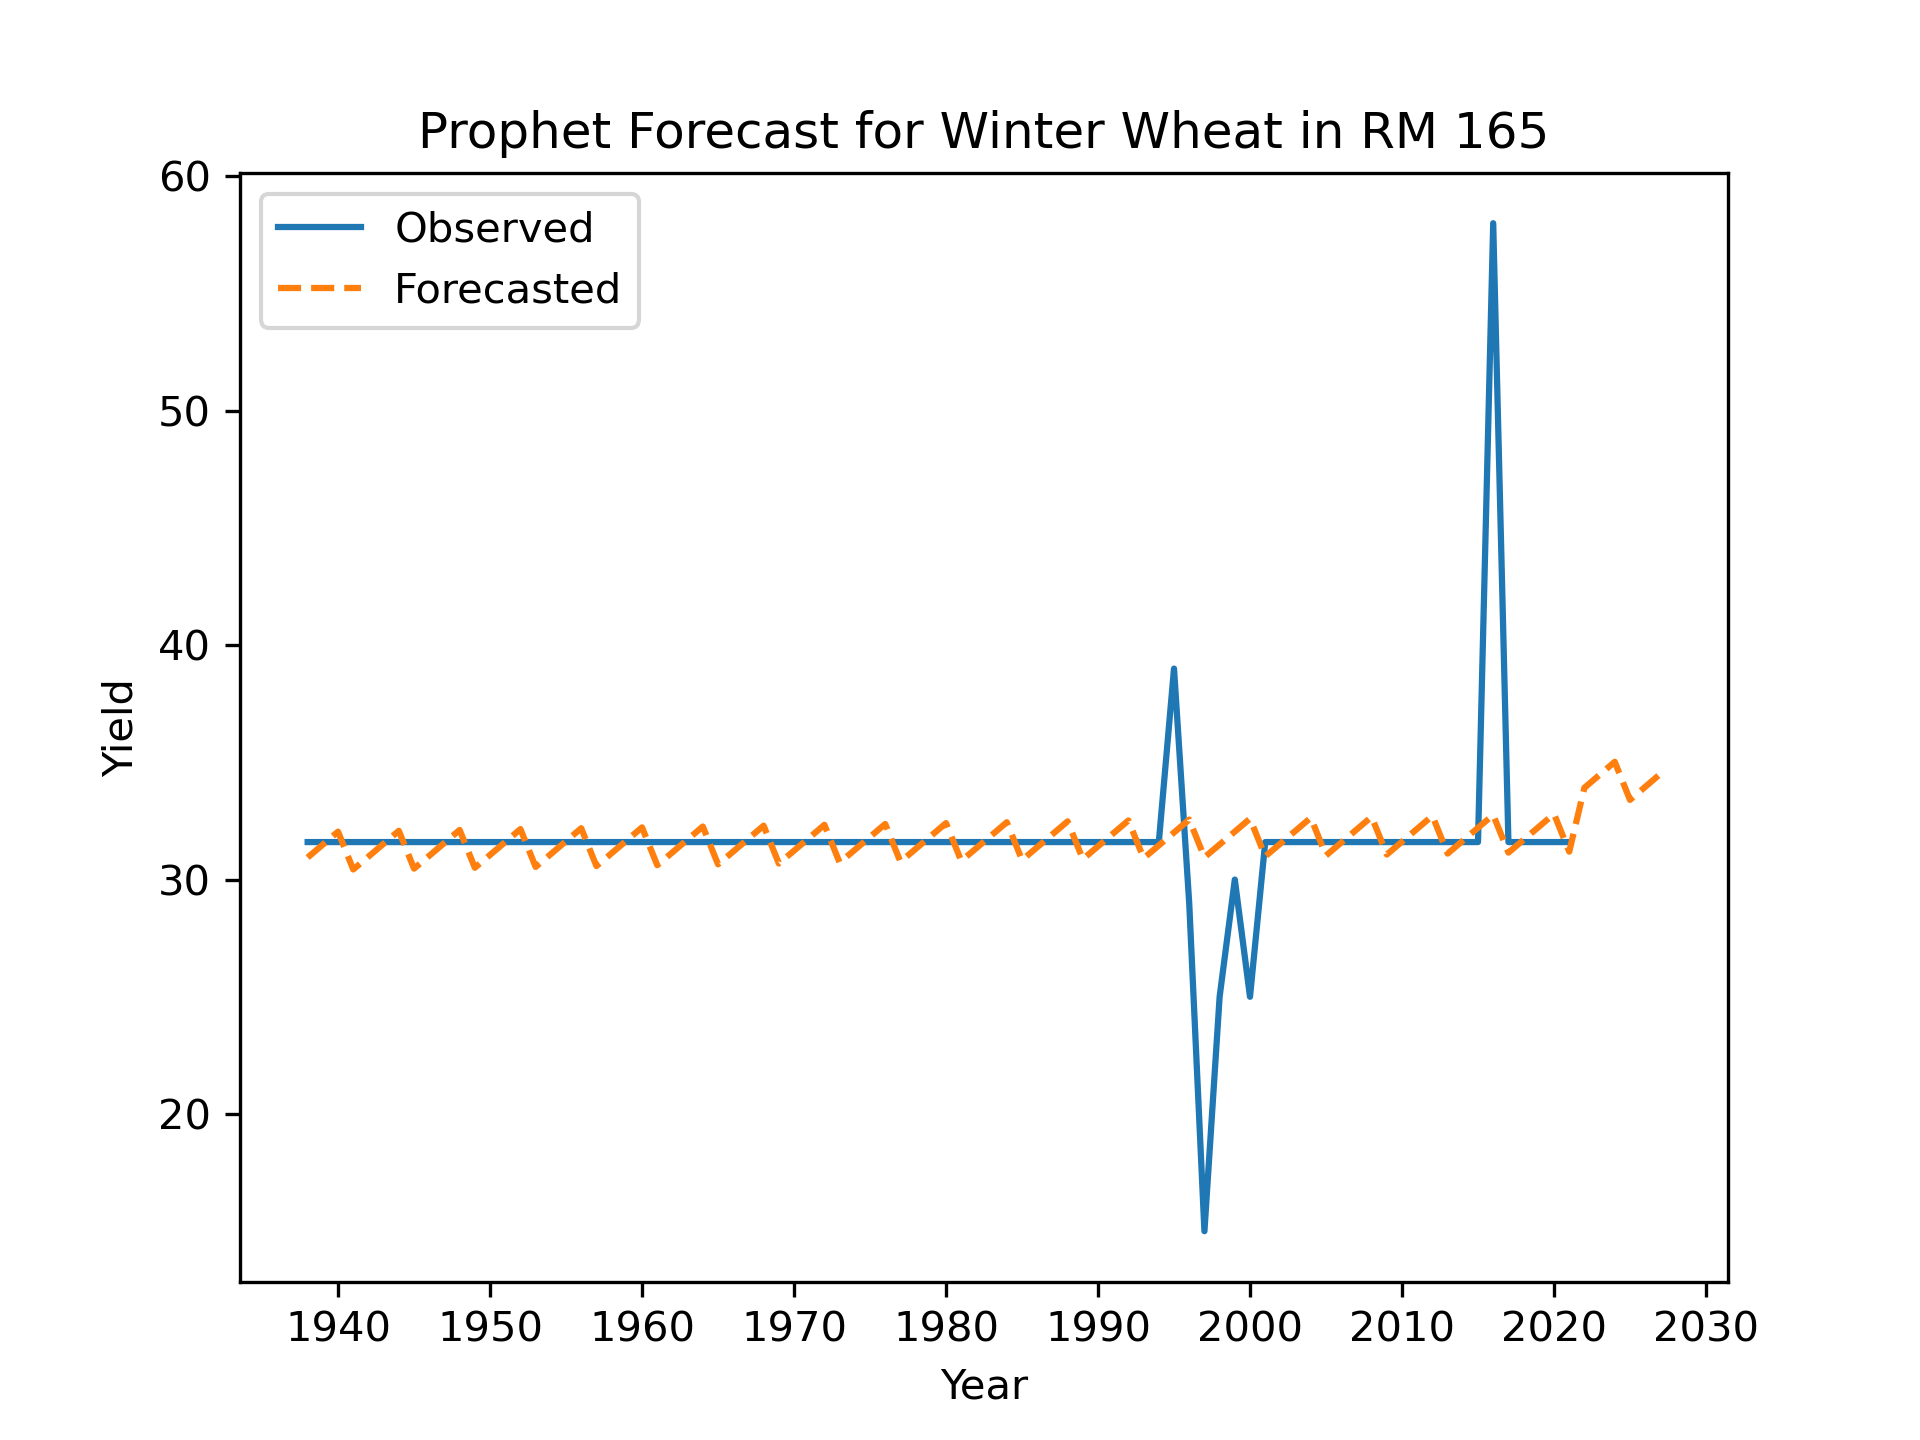 Prophet Forecast for Winter Wheat in RM 165
60
50
40
30
20
Yield
Observed
Forecasted
1940 1950 1960 1970 1980 1990 2000 2010 2020 2030
Year